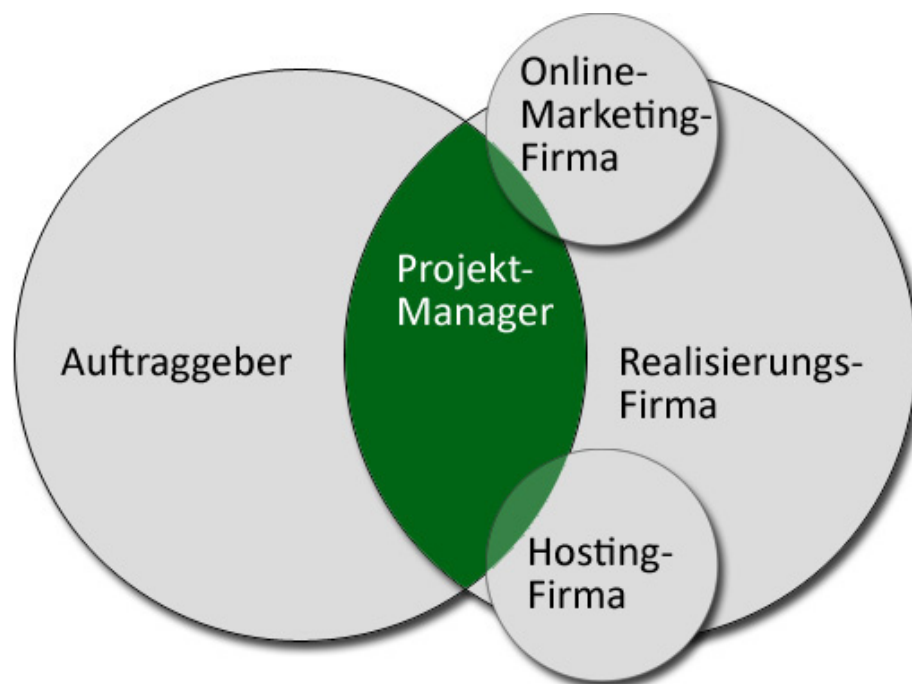 Online-
Marketing-
Firma
Projekt-
Manager
Auftraggeber
Realisierungs-
Firma
Hosting-
Firma